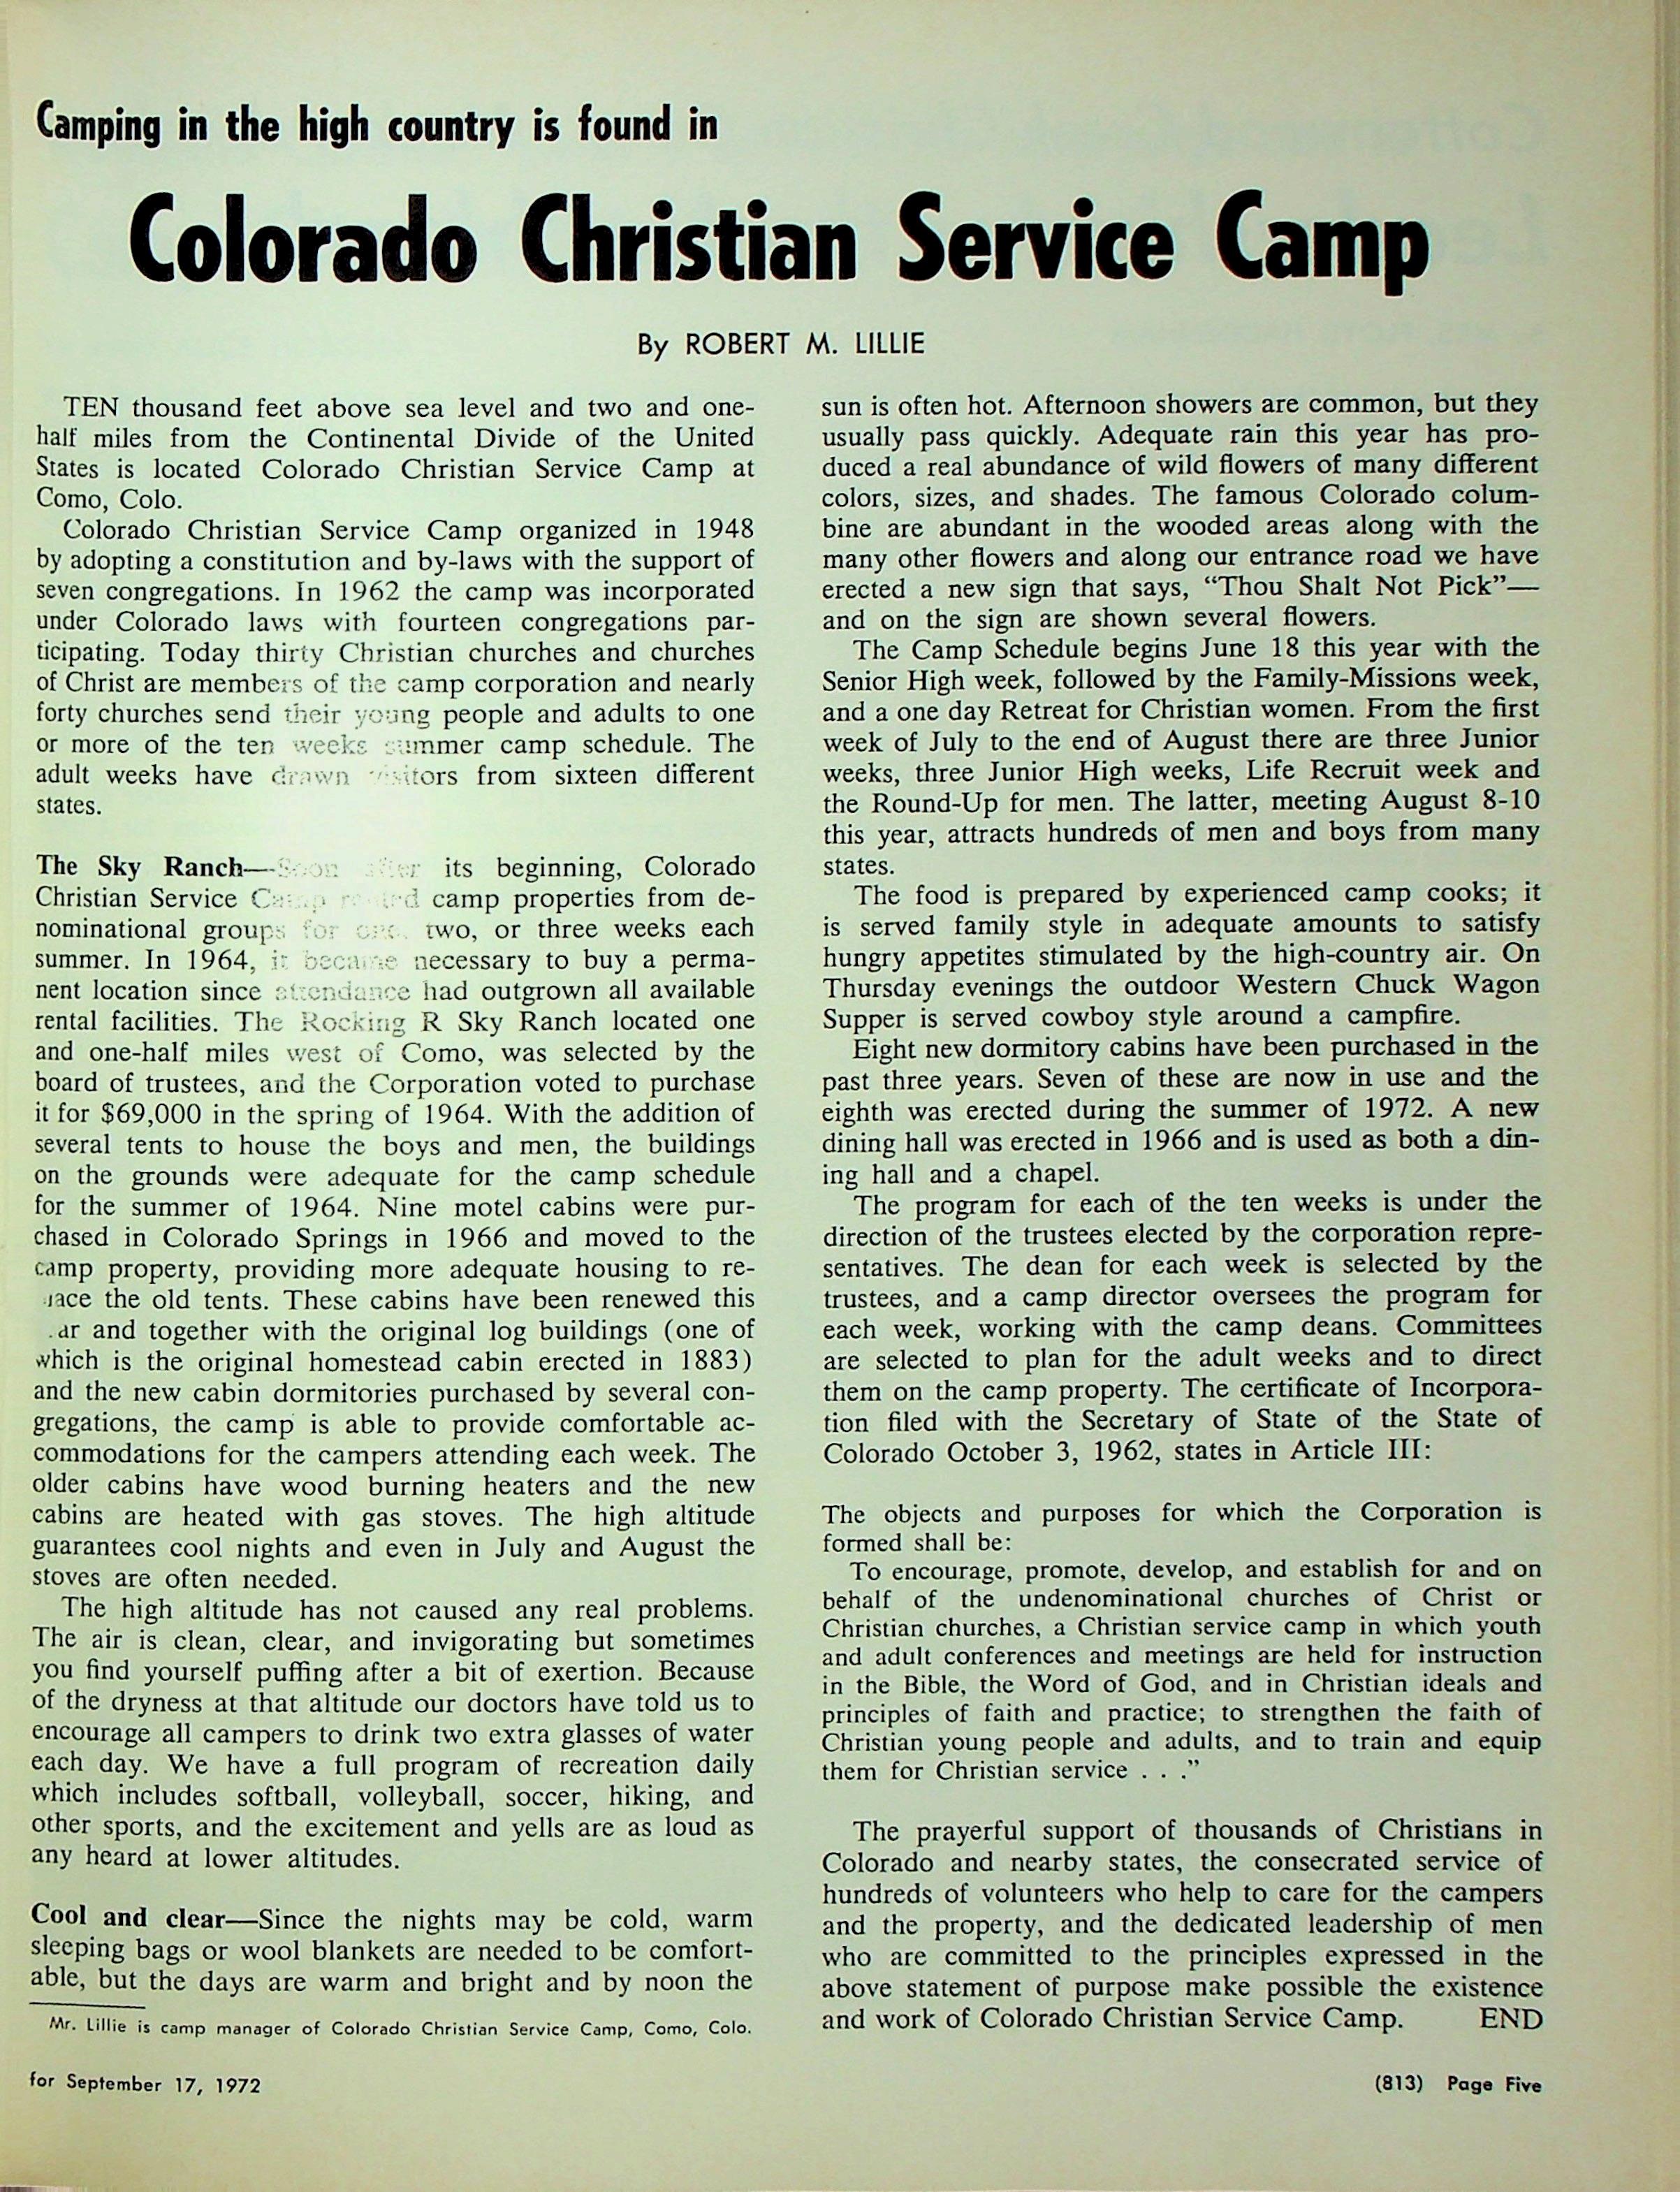 Camping in the high country is found in
Colorado Christian Service Camp
By ROBERT M. LILLIE
TEN thousand feet above sea level and two and one-
half miles from the Continental Divide of the United
States is located Colorado Christian Service Camp at
Como, Colo.
Colorado Christian Service Camp organized in 1948
by adopting a constitution and by-laws with the support of
seven congregations. In 1962 the camp was incorporated
under Colorado laws with fourteen congregations par-
ticipating. Today thirty Christian churches and churches
of Christ are members of the camp corporation and nearly
forty churches send their young people and adults to one
or more of the ten weeks summer camp schedule. The
adult weeks have drawn visitors from sixteen different
states.
The Sky Ranch—Soon after its beginning, Colorado
Christian Service Camp rented camp properties from de-
nominational groups for one, two, or three weeks each
summer. In 1964, it became necessary to buy a perma-
nent location since attendance had outgrown all available
rental facilities. The Rocking R Sky Ranch located one
and one-half miles west of Como, was selected by the
board of trustees, and the Corporation voted to purchase
it for $69,000 in the spring of 1964. With the addition of
several tents to house the boys and men, the buildings
on the grounds were adequate for the camp schedule
for the summer of 1964. Nine motel cabins were pur-
chased in Colorado Springs in 1966 and moved to the
camp property, providing more adequate housing to re-
the old tents. These cabins have been renewed this
and together with the original log buildings (one of
which is the original homestead cabin erected in 1883)
and the new cabin dormitories purchased by several con-
gregations, the camp is able to provide comfortable ac-
commodations for the campers attending each week. The
older cabins have wood burning heaters and the new
cabins are heated with gas stoves. The high altitude
guarantees cool nights and even in July and August the
stoves are often needed.
The high altitude has not caused any real problems.
The air is clean, clear, and invigorating but sometimes
you find yourself puffing after a bit of exertion. Because
of the dryness at that altitude our doctors have told us to
encourage all campers to drink two extra glasses of water
each day. We have a full program of recreation daily
which includes softball, volleyball, soccer, hiking, and
other sports, and the excitement and yells are as loud as
any heard at lower altitudes.
Cool and clear—Since the nights may be cold, warm
sleeping bags or wool blankets are needed to be comfort-
able, but the days are warm and bright and by noon the
Mr. Lillie is camp manager of Colorado Christian Service Camp, Como, Colo.
sun is often hot. Afternoon showers are common, but they
usually pass quickly. Adequate rain this year has pro-
duced a real abundance of wild flowers of many different
colors, sizes, and shades. The famous Colorado colum-
bine are abundant in the wooded areas along with the
many other flowers and along our entrance road we have
erected a new sign that says, “Thou Shalt Not Pick”—
and on the sign are shown several flowers.
The Camp Schedule begins June 18 this year with the
Senior High week, followed by the Family-Missions week,
and a one day Retreat for Christian women. From the first
week of July to the end of August there are three Junior
weeks, three Junior High weeks, Life Recruit week and
the Round-Up for men. The latter, meeting August 8-10
this year, attracts hundreds of men and boys from many
states.
The food is prepared by experienced camp cooks; it
is served family style in adequate amounts to satisfy
hungry appetites stimulated by the high-country air. On
Thursday evenings the outdoor Western Chuck Wagon
Supper is served cowboy style around a campfire.
Eight new dormitory cabins have been purchased in the
past three years. Seven of these are now in use and the
eighth was erected during the summer of 1972. A new
dining hall was erected in 1966 and is used as both a din-
ing hall and a chapel.
The program for each of the ten weeks is under the
direction of the trustees elected by the corporation repre-
sentatives. The dean for each week is selected by the
trustees, and a camp director oversees the program for
each week, working with the camp deans. Committees
are selected to plan for the adult weeks and to direct
them on the camp property. The certificate of Incorpora-
tion filed with the Secretary of State of the State of
Colorado October 3, 1962, states in Article III:
The objects and purposes for which the Corporation is
formed shall be:
To encourage, promote, develop, and establish for and on
behalf of the undenominational churches of Christ or
Christian churches, a Christian service camp in which youth
and adult conferences and meetings are held for instruction
in the Bible, the Word of God, and in Christian ideals and
principles of faith and practice; to strengthen the faith of
Christian young people and adults, and to train and equip
them for Christian service . . .”
The prayerful support of thousands of Christians in
Colorado and nearby states, the consecrated service of
hundreds of volunteers who help to care for the campers
and the property, and the dedicated leadership of men
who are committed to the principles expressed in the
above statement of purpose make possible the existence
and work of Colorado Christian Service Camp. END
for September 17, 1972
(813) Page Five